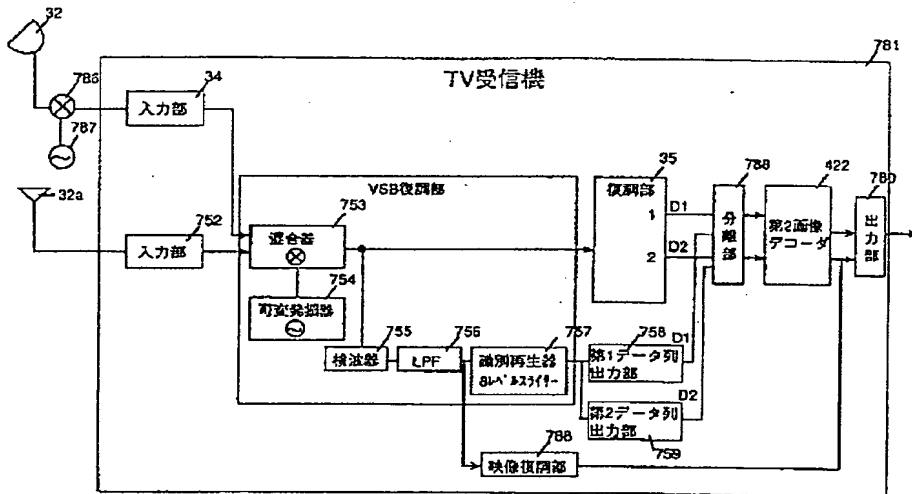 32
786
787
32a
34
入力部
752
入力部
781
TV受信機
VSB復調部
753
混合器
754
可変発振器
755
検波器
756
LPF
757
識別再生器
8レベルスライサー
35
復調部
1
2
D1
D2
788
分離部
422
第2画像
デコーダ
780
出力部
758
第1データ列
出力部
D1
第2データ列
出力部
D2
759
788
映像復調部